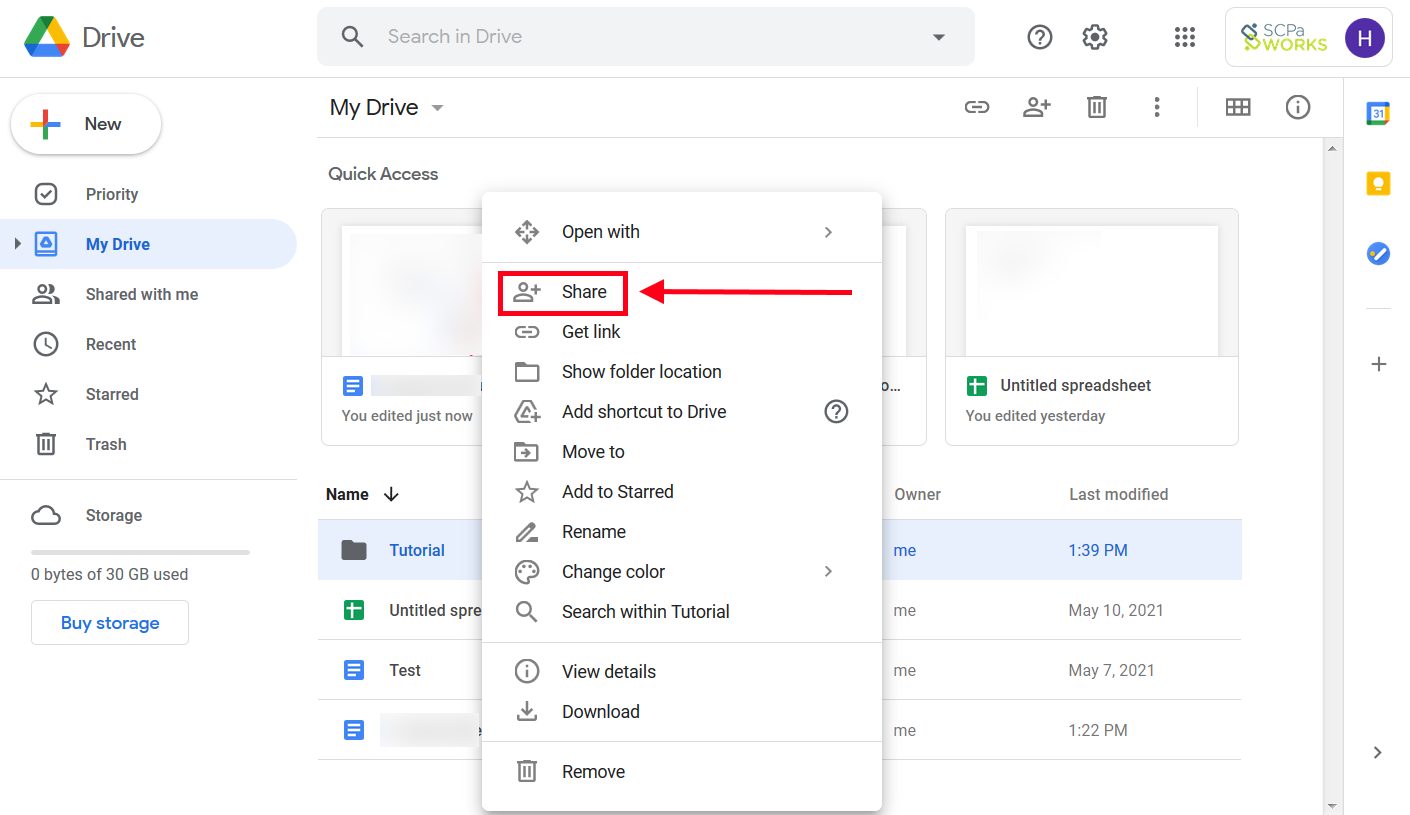 Drive
Search in Drive
SCPa
WORKS
H
New
My Drive
31
Priority
My Drive
Shared with me
Recent
Starred
Trash
Storage
0 bytes of 30 GB used
Buy storage
Quick Access
You edited just now
o...
Untitled spreadsheet
You edited yesterday
Open with
Share
Get link
Show folder location
Add shortcut to Drive
Move to
Add to Starred
Rename
Change color
Search within Tutorial
View details
Download
Remove
Name
Owner
Last modified
Tutorial
me
1:39 PM
Untitled spre
me
May 10, 2021
Test
me
May 7, 2021
me
1:22 PM